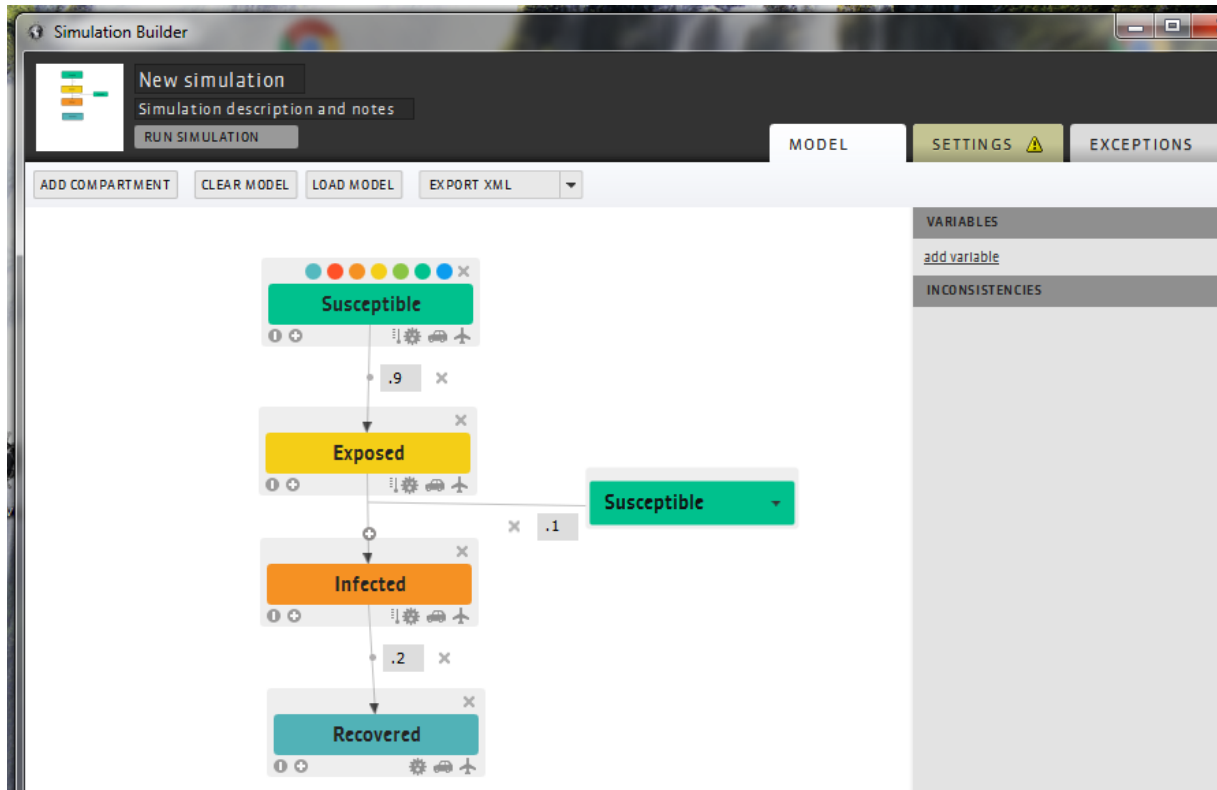 Simulation Builder
New simulation
Simulation description and notes
RUN SIMULATION
MODEL SETTINGS EXCEPTIONS
ADD COMPARTMENT CLEAR MODEL LOAD MODEL EXPORT XML
VARIABLES
add variable
INCONSISTENCIES
Susceptible
.9
Exposed
Susceptible
.1
Infected
.2
Recovered